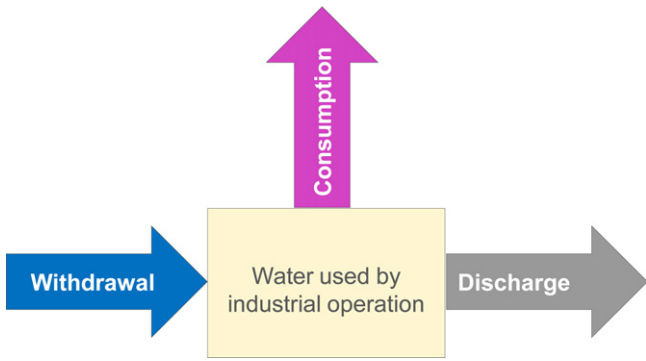 Consumption
Withdrawal
Water used by
industrial operation
Discharge